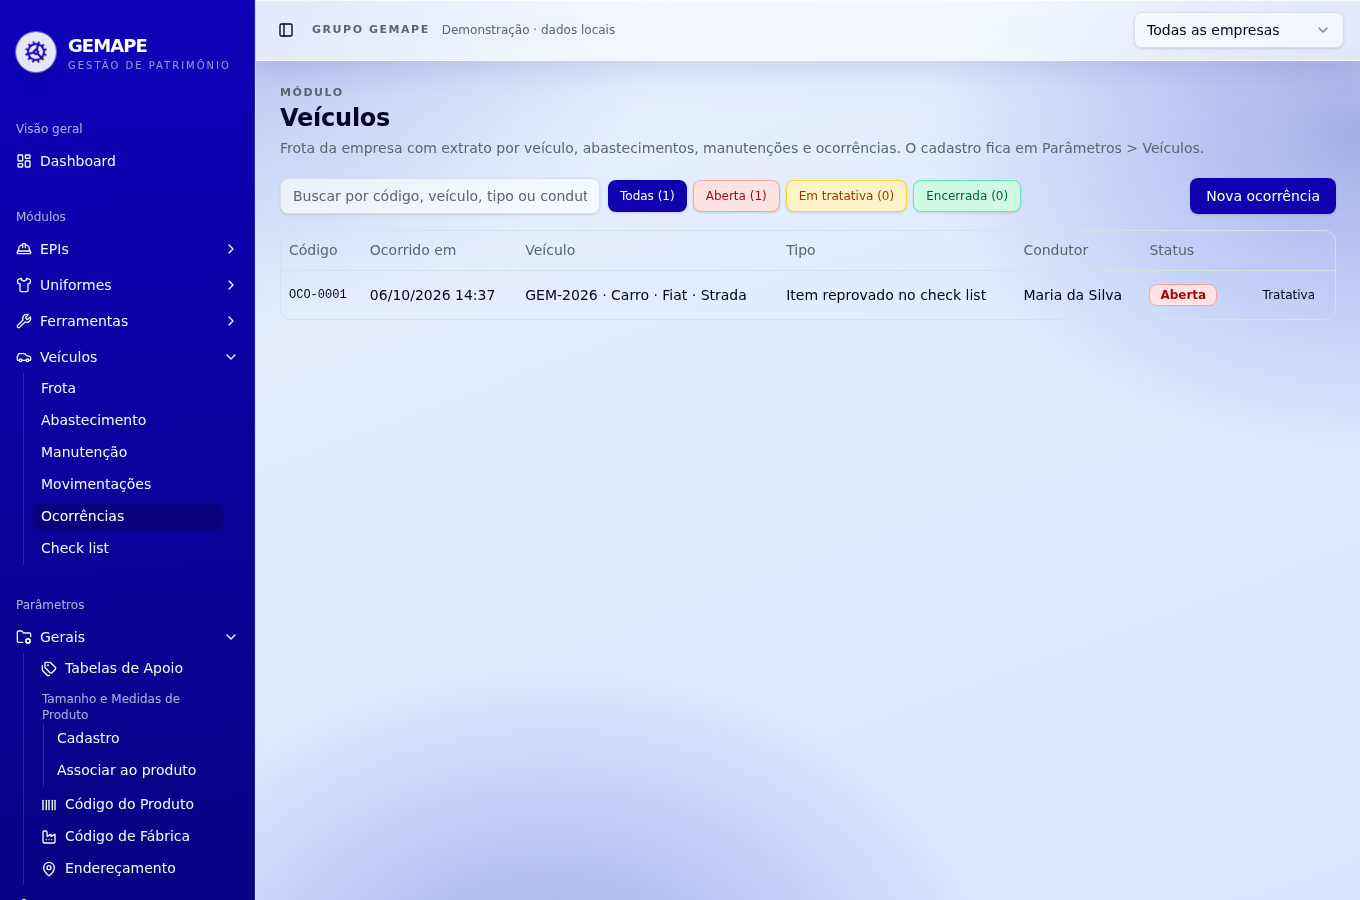 GEMAPE
GESTÃO DE PATRIMÔNIO
Visão geral
Dashboard
Módulos
EPIs
Uniformes
Ferramentas
Veículos
Frota
Abastecimento
Manutenção
Movimentações
Ocorrências
Check list
Parâmetros
Gerais
Tabelas de Apoio
Tamanho e Medidas de
Produto
Cadastro
Associar ao produto
Código do Produto
Código de Fábrica
Endereçamento
GRUPO GEMAPE Demonstração · dados locais
Todas as empresas
MÓDULO
Veículos
Frota da empresa com extrato por veículo, abastecimentos, manutenções e ocorrências. O cadastro fica em Parâmetros > Veículos.
Buscar por código, veículo, tipo ou condut Todas (1) Aberta (1) Em tratativa (0) Encerrada (0) Nova ocorrência
Código Ocorrido em Veículo Tipo Condutor Status
OCO-0001 06/10/2026 14:37 GEM-2026 · Carro · Fiat · Strada Item reprovado no check list Maria da Silva Aberta Tratativa